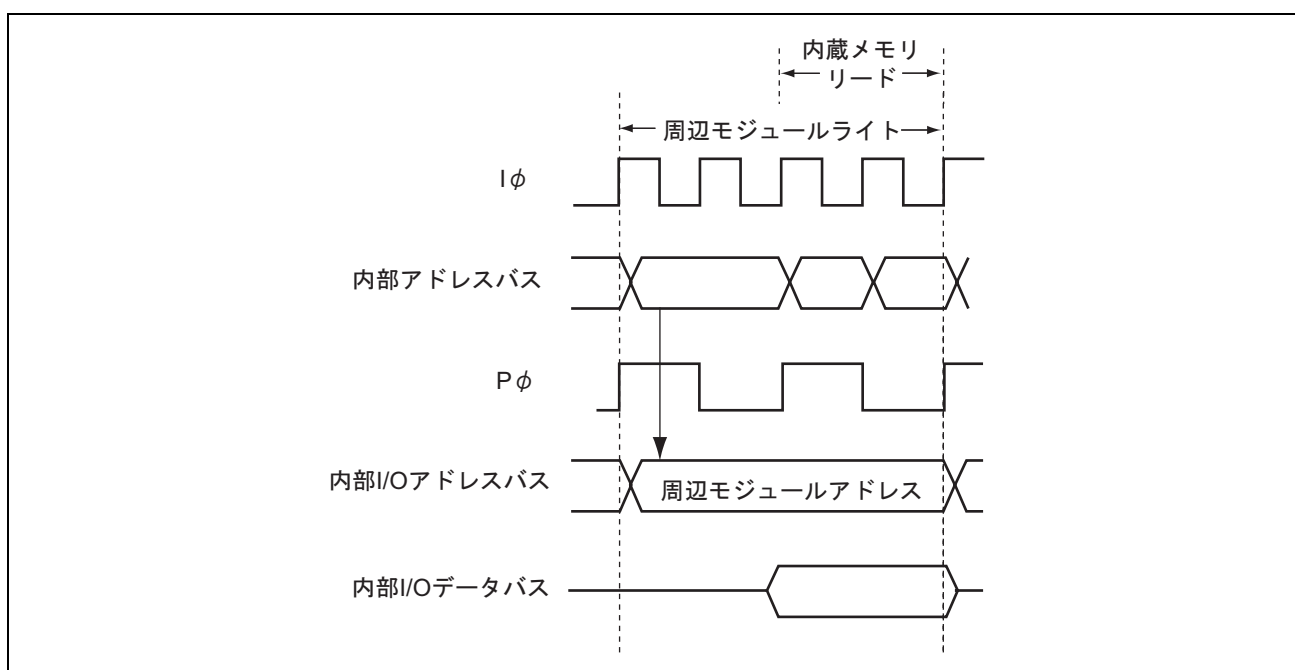 内蔵メモリ
リード
周辺モジュールライト
Iφ
内部アドレスバス
Pφ
内部I/Oアドレスバス
周辺モジュールアドレス
内部I/Oデータバス